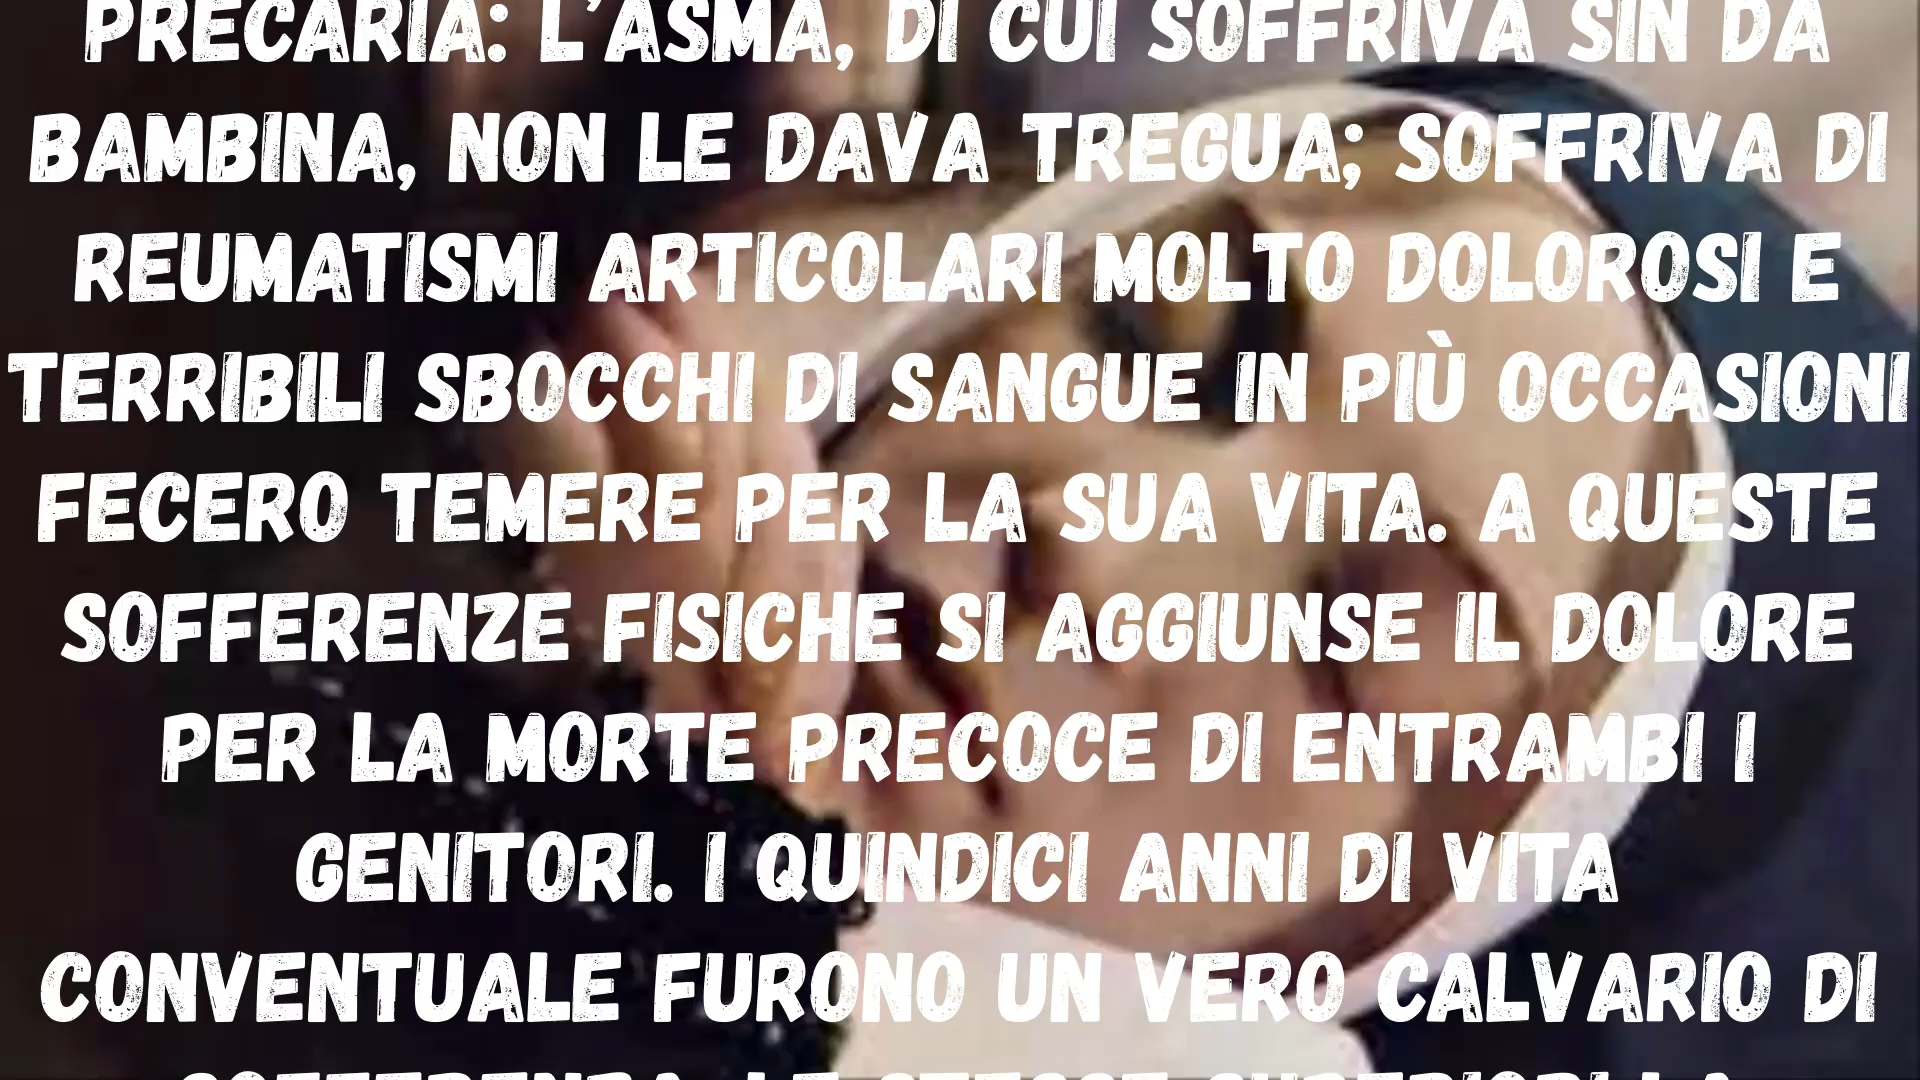 PRECARIA: L'ASMA, DI CUI SOFFRIVA SIN DA
BAMBINA, NON LE DAVA TREGUA; SOFFRIVA DI
REUMATISMI ARTICOLARI MOLTO DOLOROSI E
TERRIBILI SBOCCHI DI SANGUE IN PIÙ OCCASIONI
FECERO TEMERE PER LA SUA VITA. A QUESTE
SOFFERENZE FISICHE SI AGGIUNSE IL DOLORE
PER LA MORTE PRECOCE DI ENTRAMBI I
GENITORI. I QUINDICI ANNI DI VITA
CONVENTUALE FURONO UN VERO CALVARIO DI